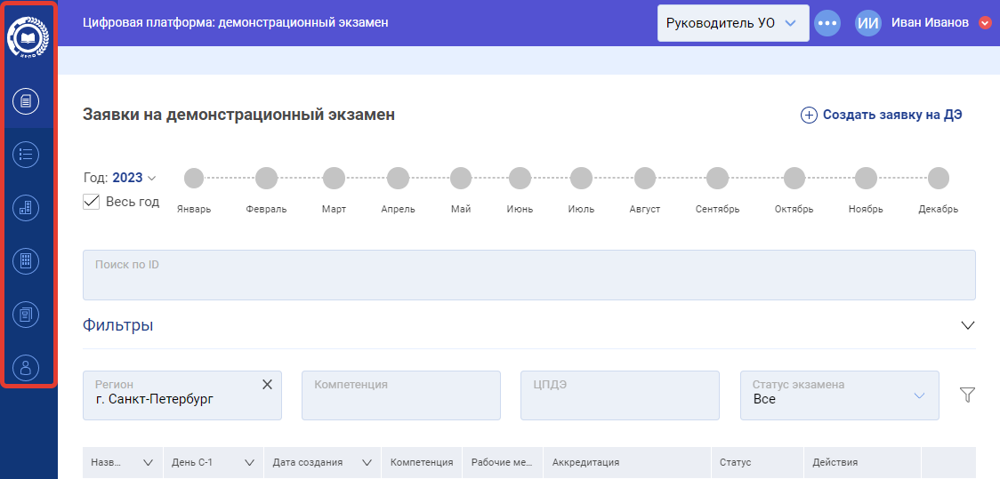 ИРПО
Цифровая платформа: демонстрационный экзамен
Руководитель УО
ИИ
Иван Иванов
Заявки на демонстрационный экзамен
Создать заявку на ДЭ
Год: 2023
Весь год
Январь Февраль Март Апрель Май Июнь Июль Август Сентябрь Октябрь Ноябрь Декабрь
Поиск по ID
Фильтры
Регион Компетенция ЦПДЭ Статус экзамена
г. Санкт-Петербург Все
Назв... День С-1 Дата создания Компетенция Рабочие ме... Аккредитация Статус Действия